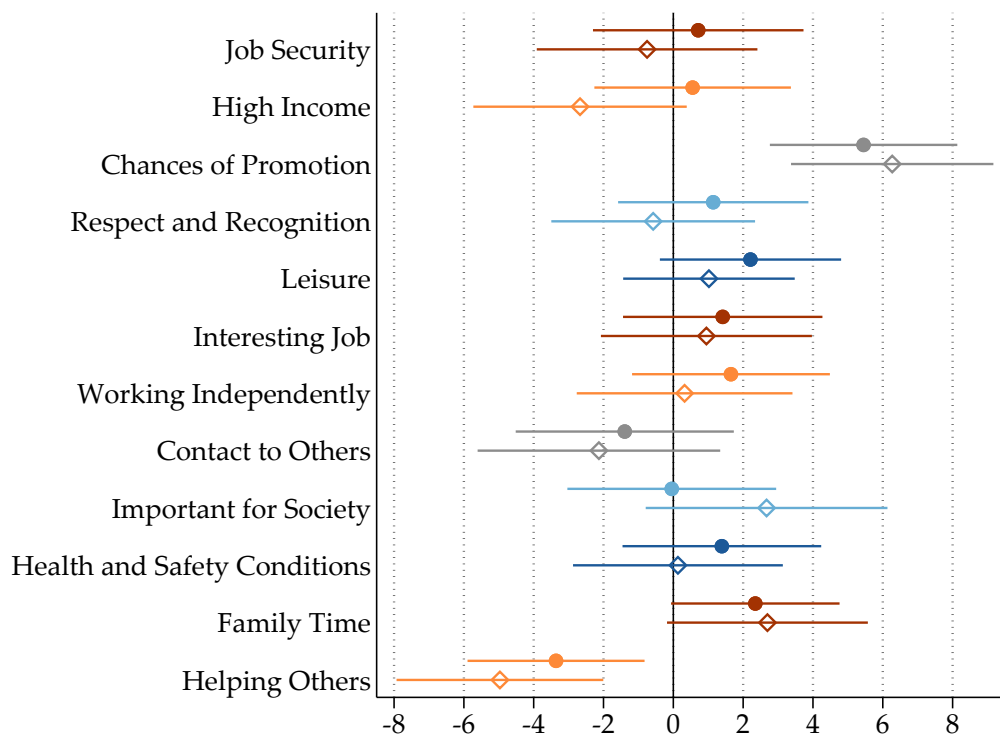 Job Security
High Income
Chances of Promotion
Respect and Recognition
Leisure
Interesting Job
Working Independently
Contact to Others
Important for Society
Health and Safety Conditions
Family Time
Helping Others
-8 -6 -4 -2 0 2 4 6 8